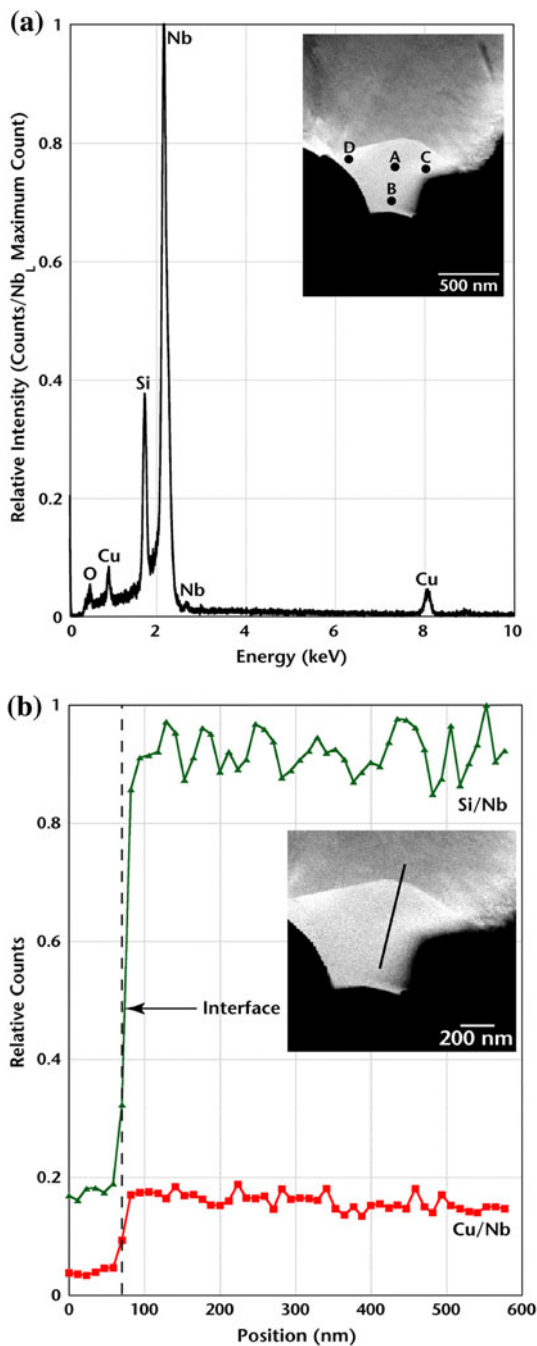 (a)
Relative Intensity (Counts/Nb_L Maximum Count)
1
0.8
0.6
0.4
0.2
0
Nb
Si
O
Cu
Nb
Cu
D
A
C
B
500 nm
0 2 4 6 8 10
Energy (keV)
(b)
Relative Counts
1
0.8
0.6
0.4
0.2
0
Si/Nb
Interface
200 nm
Cu/Nb
0 100 200 300 400 500 600
Position (nm)